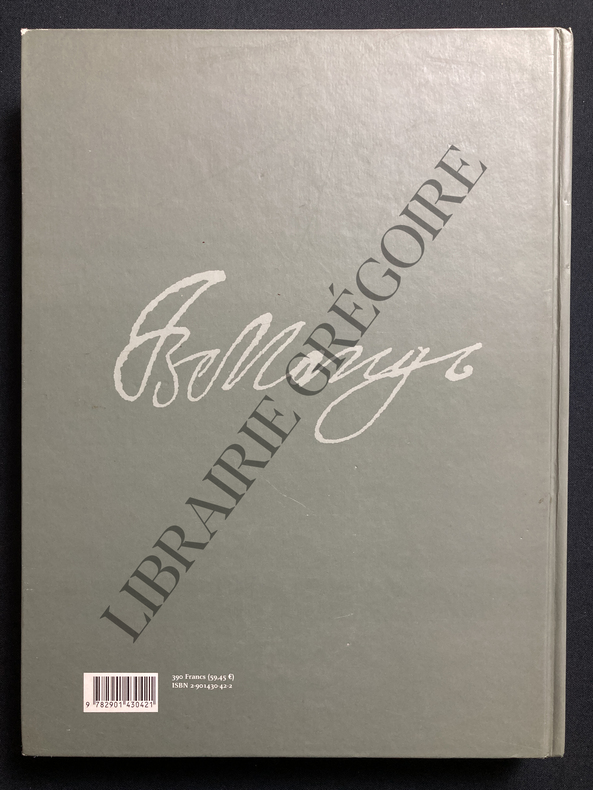 LIBRAIRIE GRÉGOIRE
390 Francs (59,45 €)
ISBN 2-901430-42-2
9 782901 430421